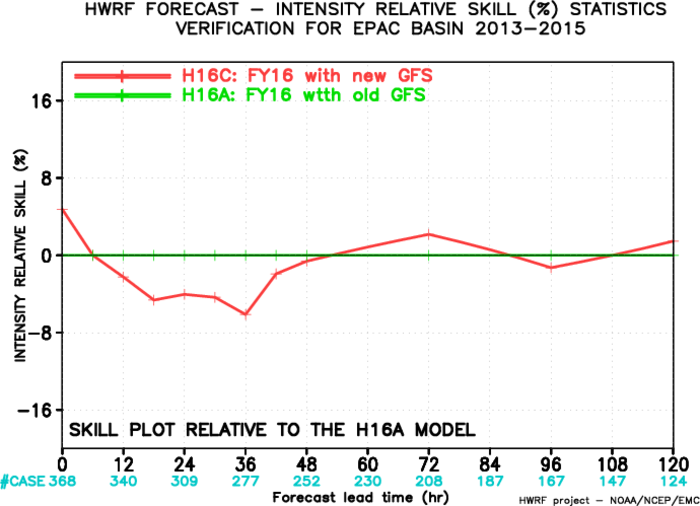 HWRF FORECAST - INTENSITY RELATIVE SKILL (%) STATISTICS
VERIFICATION FOR EPAC BASIN 2013-2015
H16C: FY16 with new GFS
H16A: FY16 wtth old GFS
16
8
0
-8
-16
INTENSITY RELATIVE SKILL (%)
SKILL PLOT RELATIVE TO THE H16A MODEL
0 12 24 36 48 60 72 84 96 108 120
#CASE 368 340 309 277 252 230 208 187 167 147 124
Forecast lead time (hr)
HWRF project - NOAA/NCEP/EMC